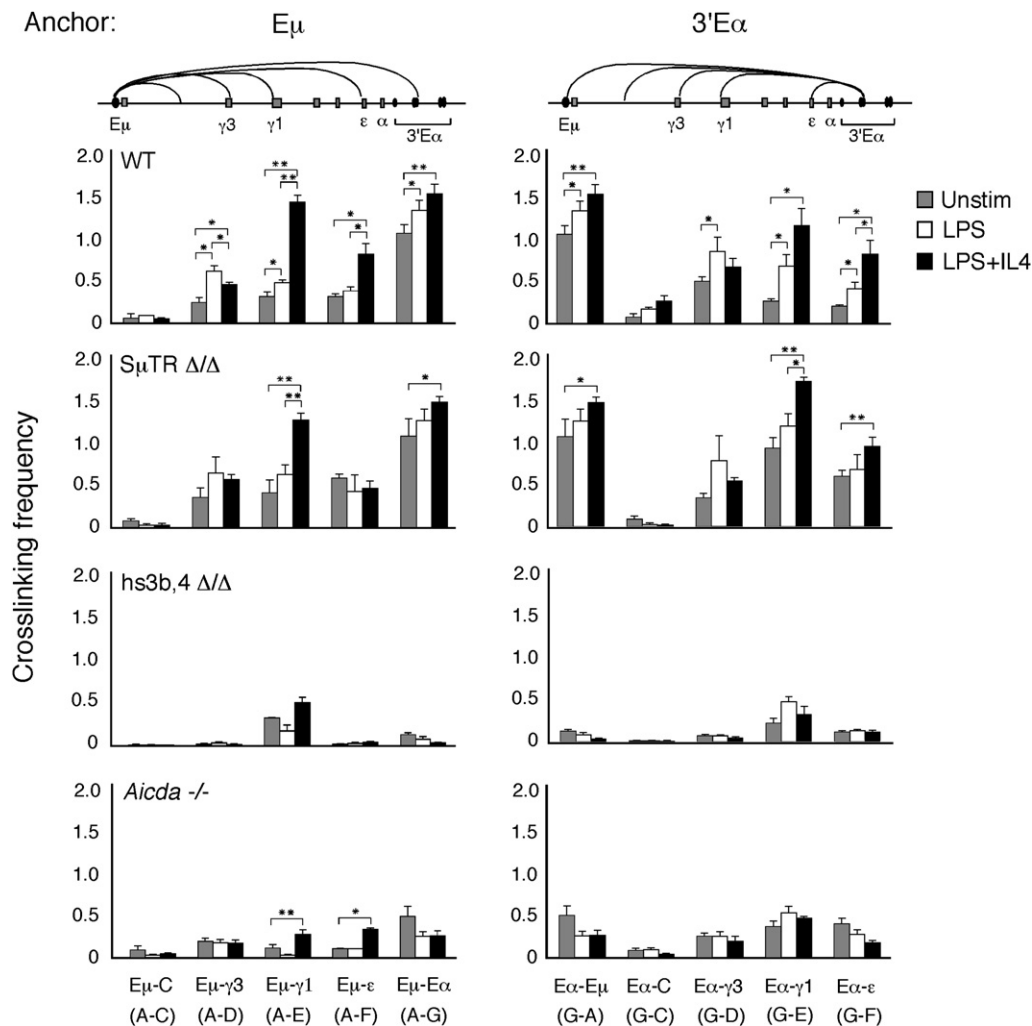 Anchor: Eμ 3'Eα
Eμ γ3 γ1 ε α 3'Eα
Eμ γ3 γ1 ε α 3'Eα
WT
2.0 1.5 1.0 0.5 0
* * * * ** ** * * * **
2.0 1.5 1.0 0.5 0
* ** * * * * * *
Unstim
LPS
LPS+IL4
SμTR Δ/Δ
2.0 1.5 1.0 0.5 0
** ** *
2.0 1.5 1.0 0.5 0
* ** * **
hs3b,4 Δ/Δ
2.0 1.5 1.0 0.5 0
2.0 1.5 1.0 0.5 0
Aicda -/-
2.0 1.5 1.0 0.5 0
** *
2.0 1.5 1.0 0.5 0
Crosslinking frequency
Eμ-C Eμ-γ3 Eμ-γ1 Eμ-ε Eμ-Eα Eα-Eμ Eα-C Eα-γ3 Eα-γ1 Eα-ε
(A-C) (A-D) (A-E) (A-F) (A-G) (G-A) (G-C) (G-D) (G-E) (G-F)